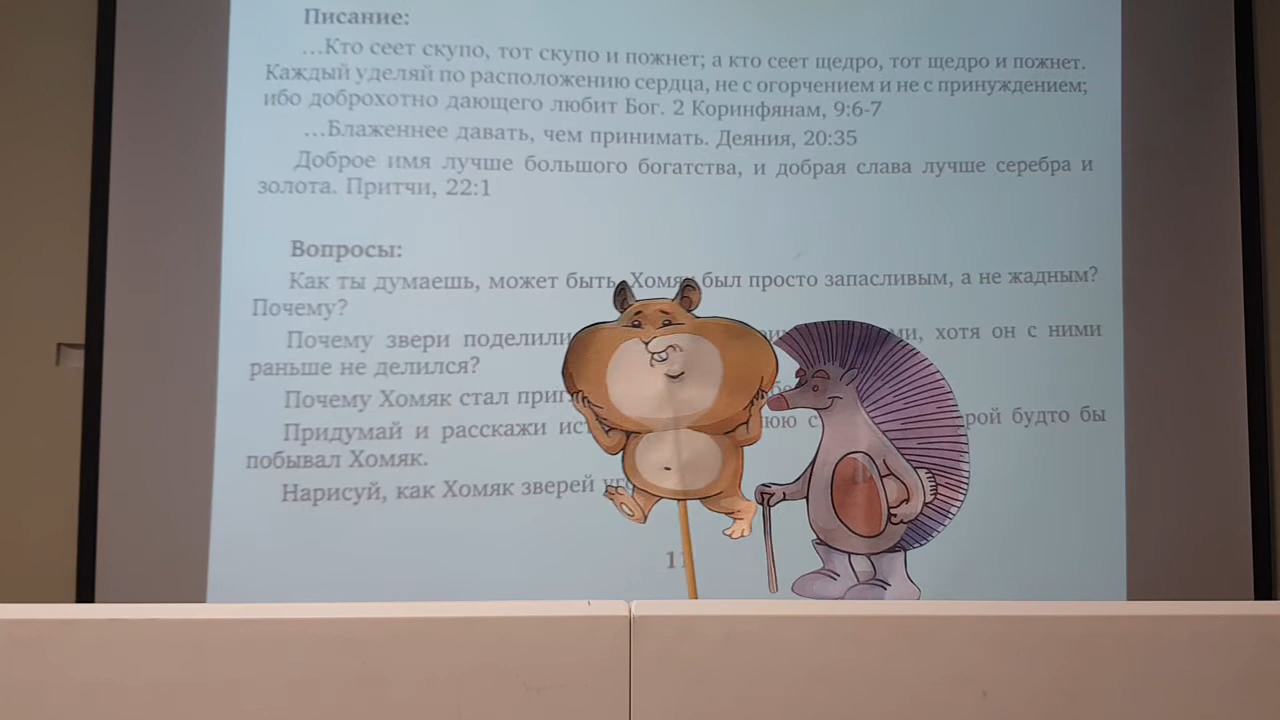 Писание:
…Кто сеет скупо, тот скупо и пожнет; а кто сеет щедро, тот щедро и пожнет.
Каждый уделяй по расположению сердца, не с огорчением и не с принуждением;
ибо доброхотно дающего любит Бог. 2 Коринфянам, 9:6-7
…Блаженнее давать, чем принимать. Деяния, 20:35
Доброе имя лучше большого богатства, и добрая слава лучше серебра и
золота. Притчи, 22:1
Вопросы:
Как ты думаешь, может быть, Хомяк был просто запасливым, а не жадным?
Почему?
Почему звери поделили хотя он с ними
раньше не делился?
Почему Хомяк стал
Придумай и расскажи будто бы
побывал Хомяк.
Нарисуй, как Хомяк зверей